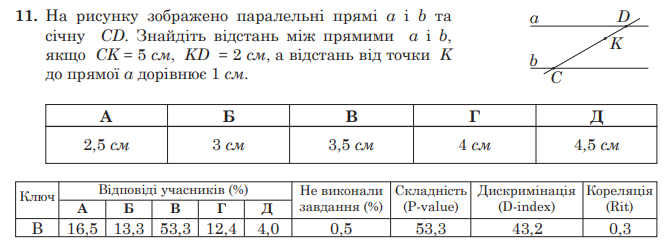 11. На рисунку зображено паралельні прямі a і b та
січну CD. Знайдіть відстань між прямими a і b,
якщо CK = 5 см, KD = 2 см, а відстань від точки K
до прямої a дорівнює 1 см.
a D
K
b
C
А Б В Г Д
2,5 см 3 см 3,5 см 4 см 4,5 см
Ключ Відповіді учасників (%) Не виконали завдання (%) Складність (P-value) Дискримінація (D-index) Кореляція (Rit)
А Б В Г Д
В 16,5 13,3 53,3 12,4 4,0 0,5 53,3 43,2 0,3